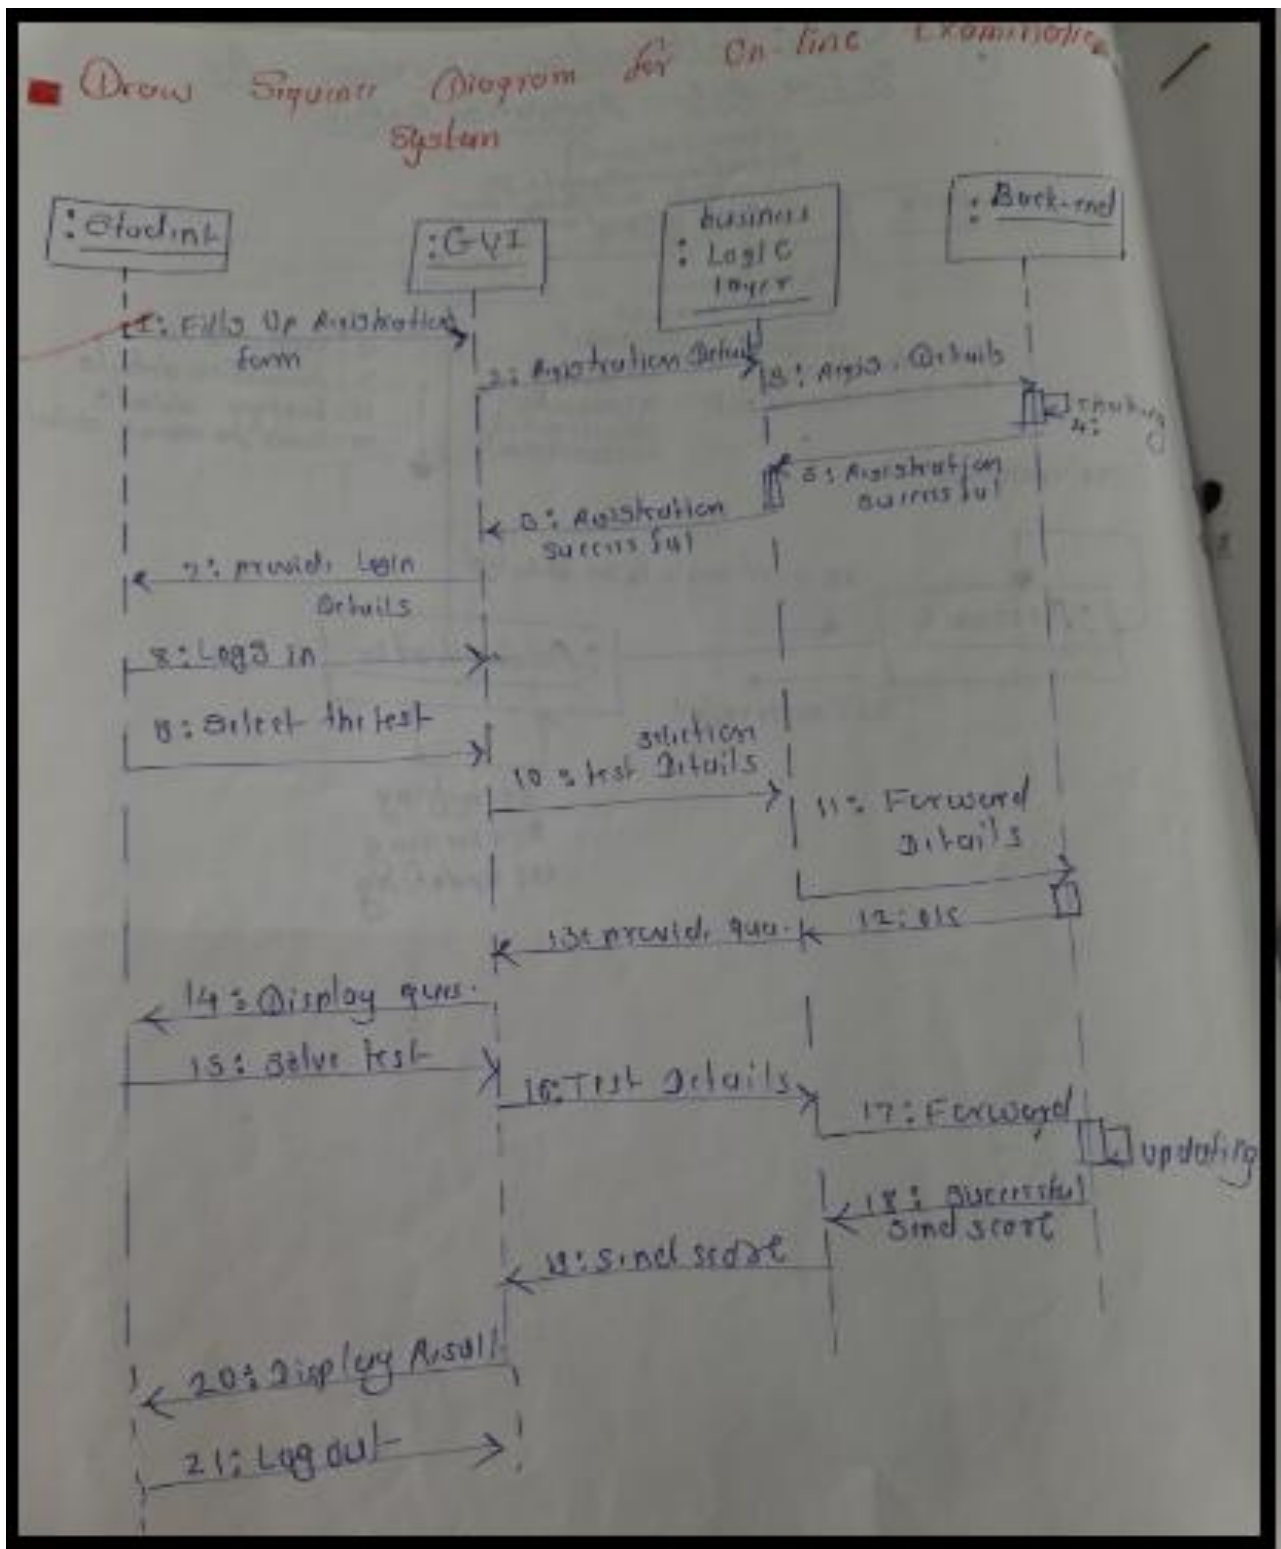 Draw Sequence Diagram for On-line Examination
System
: Student
: GUI
business
: Logic
layer
: Back-end
1: Fills Up Registration
form
2: Registration Details
3: Regis. Details
4:
5: Registration
successful
6: Registration
successful
7: provide Login
Details
8: Logs in
9: Select the test
selection
10: test Details
11: Forward
Details
12:
13: provide ques.
14: Display ques.
15: Solve test
16: Test Details
17: Forward
updating
18: Successful
Send score
19: Send score
20: Display Result
21: Log out